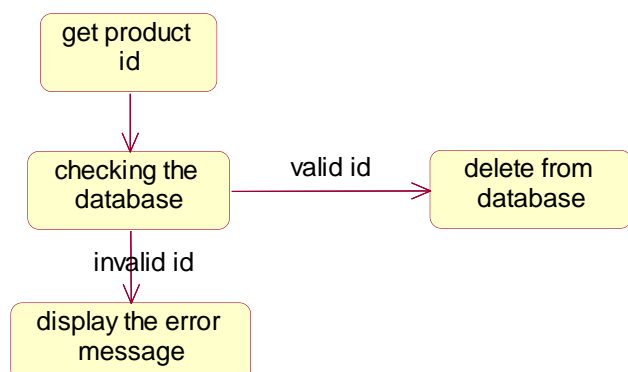 get product
id
checking the
database
valid id
delete from
database
invalid id
display the error
message